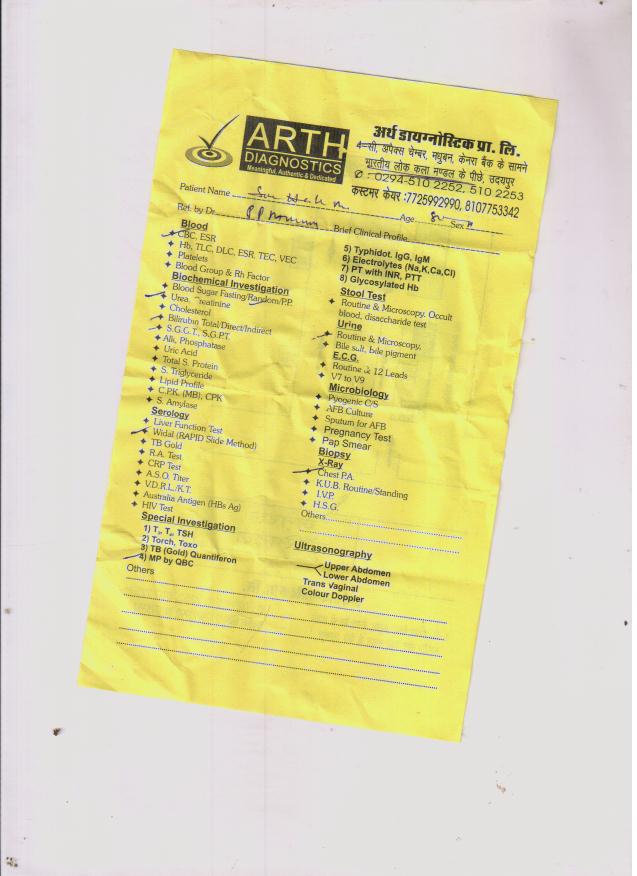 ARTH
DIAGNOSTICS
Meaningful, Authentic & Dedicated
अर्थ डायग्नोस्टिक प्रा. लि.
4-सी, अपेक्स चेम्बर, मधुबन, केनरा बैंक के सामने
भारतीय लोक कला मण्डल के पीछे, उदयपुर
✆ : 0294-510 2252, 510 2253
कस्टमर केयर :7725992990, 8107753342
Patient Name
Age
Sex M
Ref. by Dr.
Brief Clinical Profile
Blood
CBC, ESR
Hb, TLC, DLC, ESR, TEC, VEC
Platelets
Blood Group & Rh Factor
Biochemical Investigation
Blood Sugar Fasting/Random/P.P.
Urea, Creatinine
Cholesterol
Bilirubin Total/Direct/Indirect
S.G.O.T., S.G.P.T.
Alk. Phosphatase
Uric Acid
Total S. Protein
S. Triglyceride
Lipid Profile
C.P.K. (MB), CPK
S. Amylase
Serology
Liver Function Test
Widal (RAPID Slide Method)
TB Gold
R.A. Test
CRP Test
A.S.O. Titer
V.D.R.L./K.T.
Australia Antigen (HBs Ag)
HIV Test
Special Investigation
1) T3, T4, TSH
2) Torch, Toxo
3) TB (Gold) Quantiferon
4) MP by QBC
Others
5) Typhidot. IgG, IgM
6) Electrolytes (Na,K,Ca,Cl)
7) PT with INR, PTT
8) Glycosylated Hb
Stool Test
Routine & Microscopy, Occult
blood, disaccharide test
Urine
Routine & Microscopy,
Bile salt, bile pigment
E.C.G.
Routine & 12 Leads
V7 to V9
Microbiology
Pyogenic C/S
AFB Culture
Sputum for AFB
Pregnancy Test
Pap Smear
Biopsy
X-Ray
Chest P.A.
K.U.B. Routine/Standing
I.V.P.
H.S.G.
Others
Ultrasonography
Upper Abdomen
Lower Abdomen
Trans Vaginal
Colour Doppler